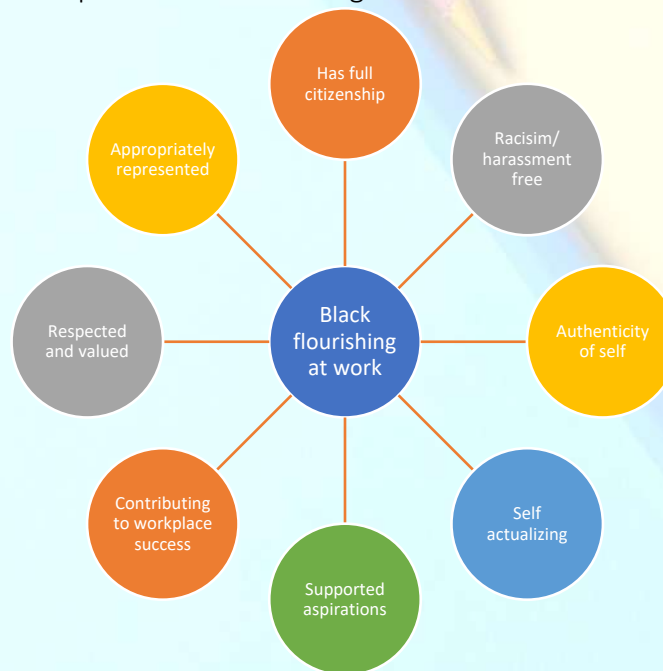 Has full
citizenship
Racisim/
harassment
free
Authenticity
of self
Self
actualizing
Supported
aspirations
Contributing
to workplace
success
Respected
and valued
Appropriately
represented
Black
flourishing
at work